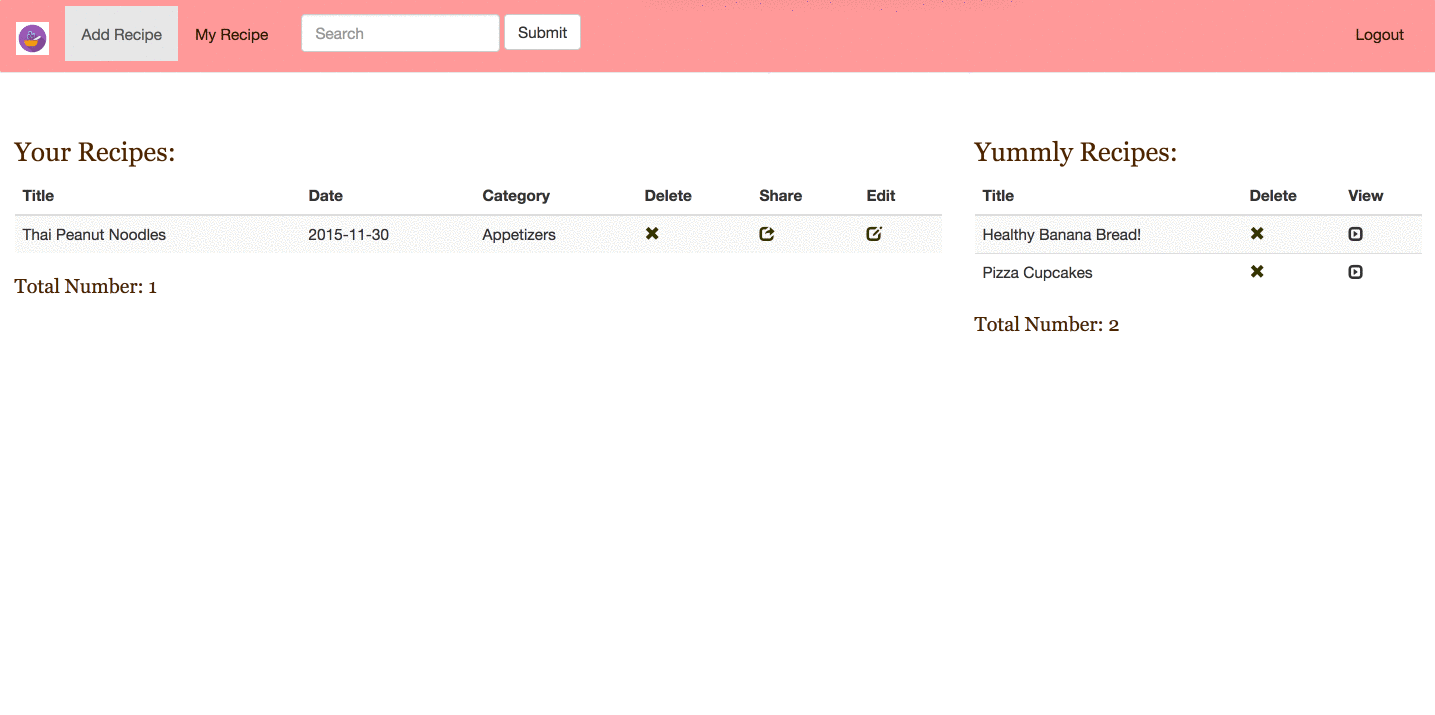 Add Recipe My Recipe Search Submit Logout
Your Recipes:
Title Date Category Delete Share Edit
Thai Peanut Noodles 2015-11-30 Appetizers
Total Number: 1
Yummly Recipes:
Title Delete View
Healthy Banana Bread!
Pizza Cupcakes
Total Number: 2